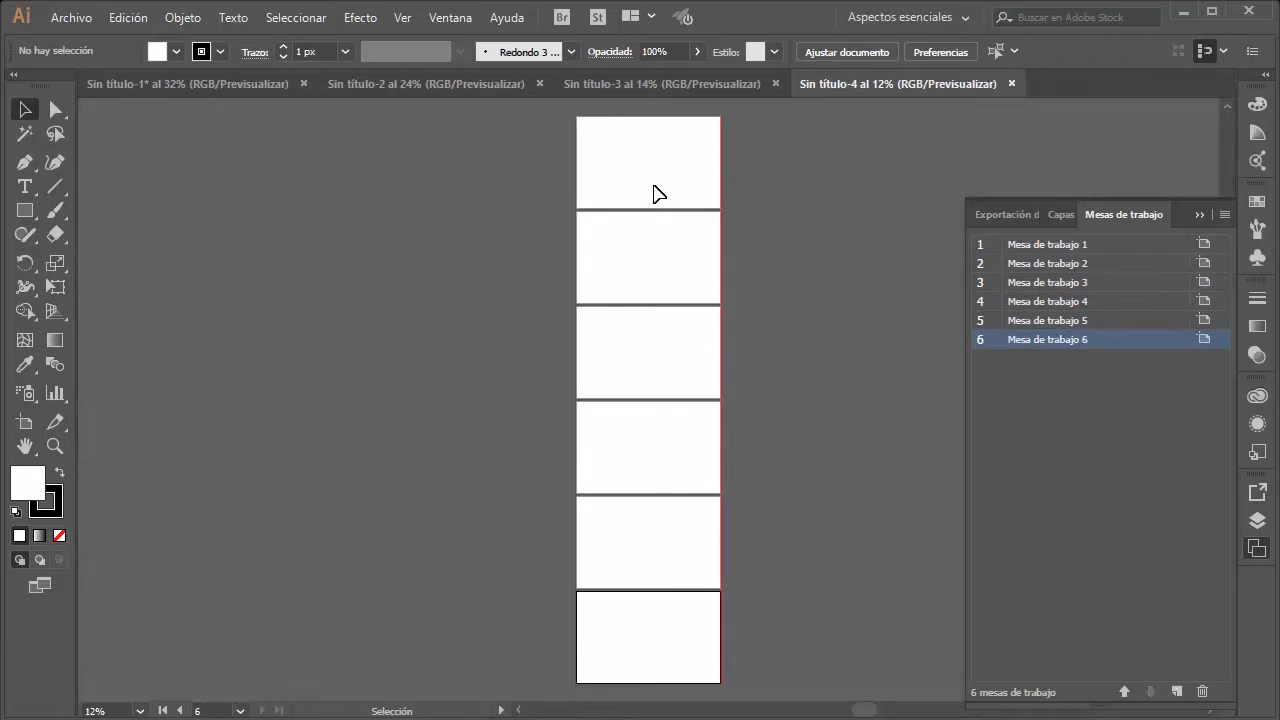 Ai Archivo Edición Objeto Texto Seleccionar Efecto Ver Ventana Ayuda Br St Aspectos esenciales Buscar en Adobe Stock
No hay selección Trazo: 1 px Redondo 3 ... Opacidad: 100% Estilo: Ajustar documento Preferencias
Sin título-1* al 32% (RGB/Previsualizar) Sin título-2 al 24% (RGB/Previsualizar) Sin título-3 al 14% (RGB/Previsualizar) Sin título-4 al 12% (RGB/Previsualizar)
Exportación d Capas Mesas de trabajo
1 Mesa de trabajo 1
2 Mesa de trabajo 2
3 Mesa de trabajo 3
4 Mesa de trabajo 4
5 Mesa de trabajo 5
6 Mesa de trabajo 6
6 mesas de trabajo
12% 6 Selección